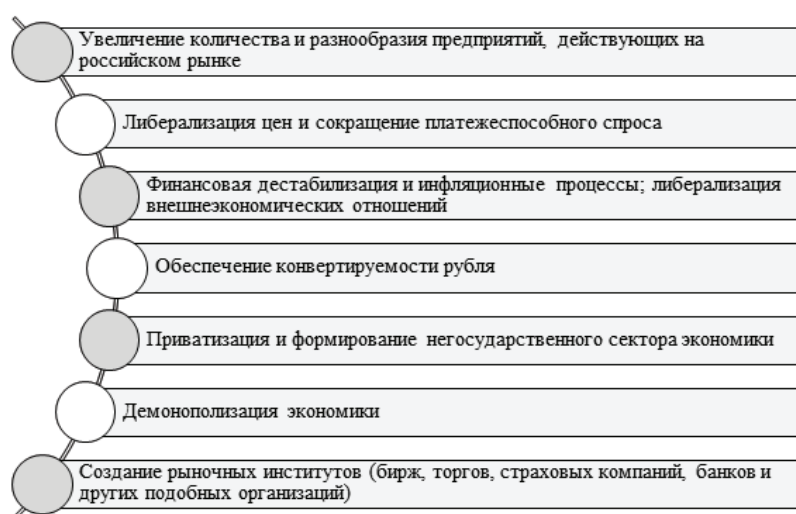 Увеличение количества и разнообразия предприятий, действующих на
российском рынке
Либерализация цен и сокращение платежеспособного спроса
Финансовая дестабилизация и инфляционные процессы; либерализация
внешнеэкономических отношений
Обеспечение конвертируемости рубля
Приватизация и формирование негосударственного сектора экономики
Демонополизация экономики
Создание рыночных институтов (бирж, торгов, страховых компаний, банков и
других подобных организаций)